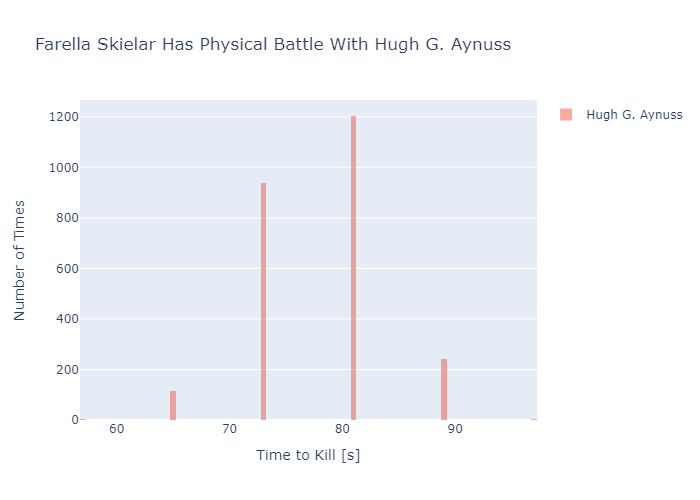 Farella Skielar Has Physical Battle With Hugh G. Aynuss
Hugh G. Aynuss
1200
1000
800
600
400
200
0
Number of Times
60 70 80 90
Time to Kill [s]